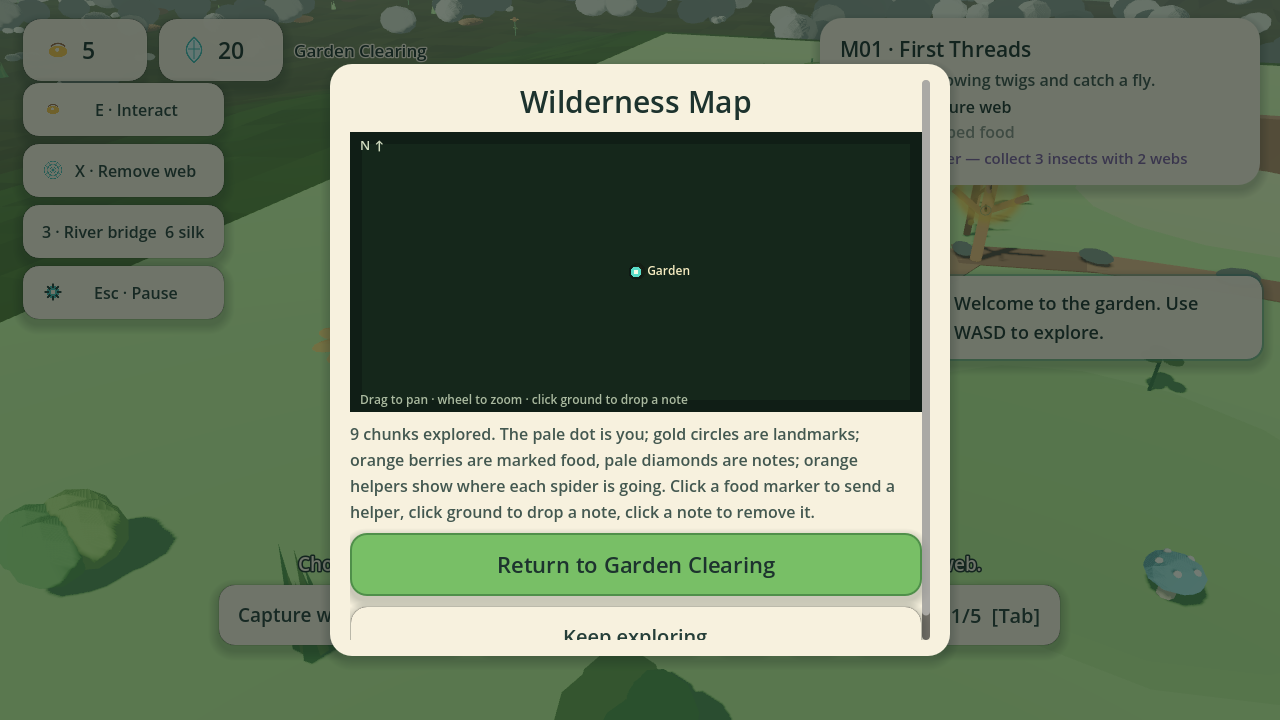 5
20
Garden Clearing
E · Interact
X · Remove web
3 · River bridge 6 silk
Esc · Pause
M01 · First Threads
twigs and catch a fly.
web
food
— collect 3 insects with 2 webs
Welcome to the garden. Use
WASD to explore.
Wilderness Map
N ↑
Garden
Drag to pan · wheel to zoom · click ground to drop a note
9 chunks explored. The pale dot is you; gold circles are landmarks;
orange berries are marked food, pale diamonds are notes; orange
helpers show where each spider is going. Click a food marker to send a
helper, click ground to drop a note, click a note to remove it.
Return to Garden Clearing
Keep exploring
Capture
1/5 [Tab]